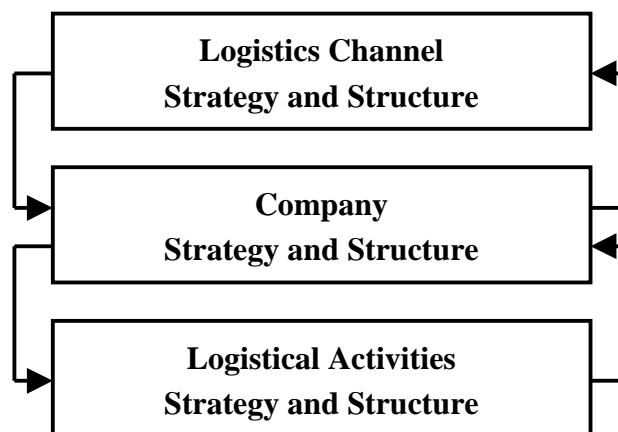 Logistics Channel
Strategy and Structure
Company
Strategy and Structure
Logistical Activities
Strategy and Structure